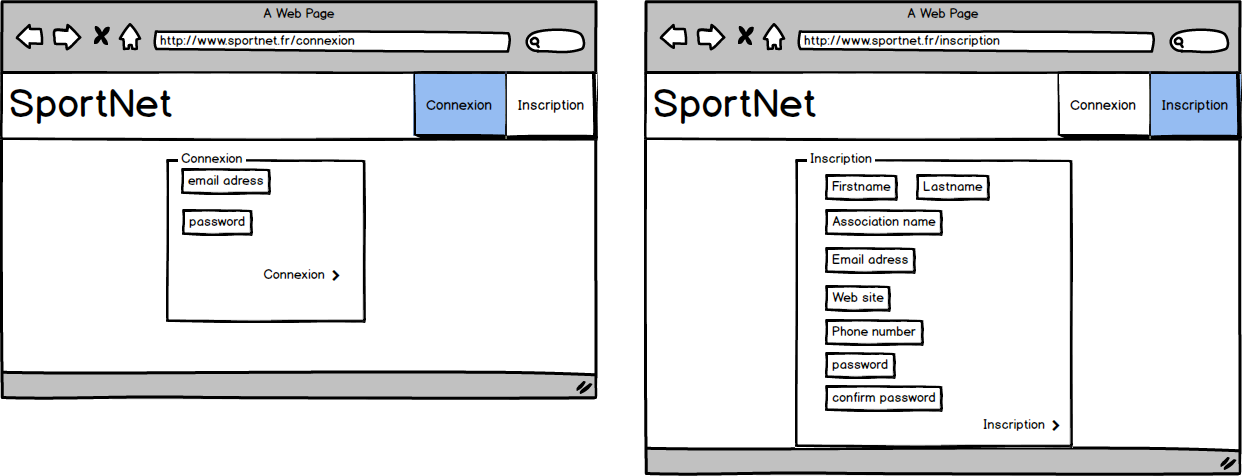 A Web Page
http://www.sportnet.fr/connexion
SportNet
Connexion
Inscription
Connexion
email adress
password
Connexion
A Web Page
http://www.sportnet.fr/inscription
SportNet
Connexion
Inscription
Inscription
Firstname Lastname
Association name
Email adress
Web site
Phone number
password
confirm password
Inscription